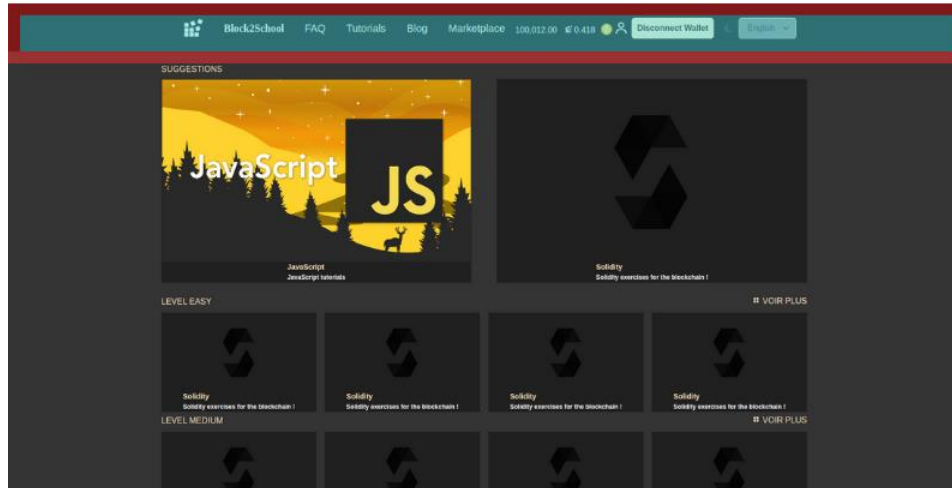 Block2School FAQ Tutorials Blog Marketplace 100,012.00 0.418 Disconnect Wallet English
SUGGESTIONS
JavaScript
JS
JavaScript
JavaScript tutorials
Solidity
Solidity exercises for the blockchain !
LEVEL EASY
VOIR PLUS
Solidity
Solidity exercises for the blockchain !
Solidity
Solidity exercises for the blockchain !
Solidity
Solidity exercises for the blockchain !
Solidity
Solidity exercises for the blockchain !
LEVEL MEDIUM
VOIR PLUS